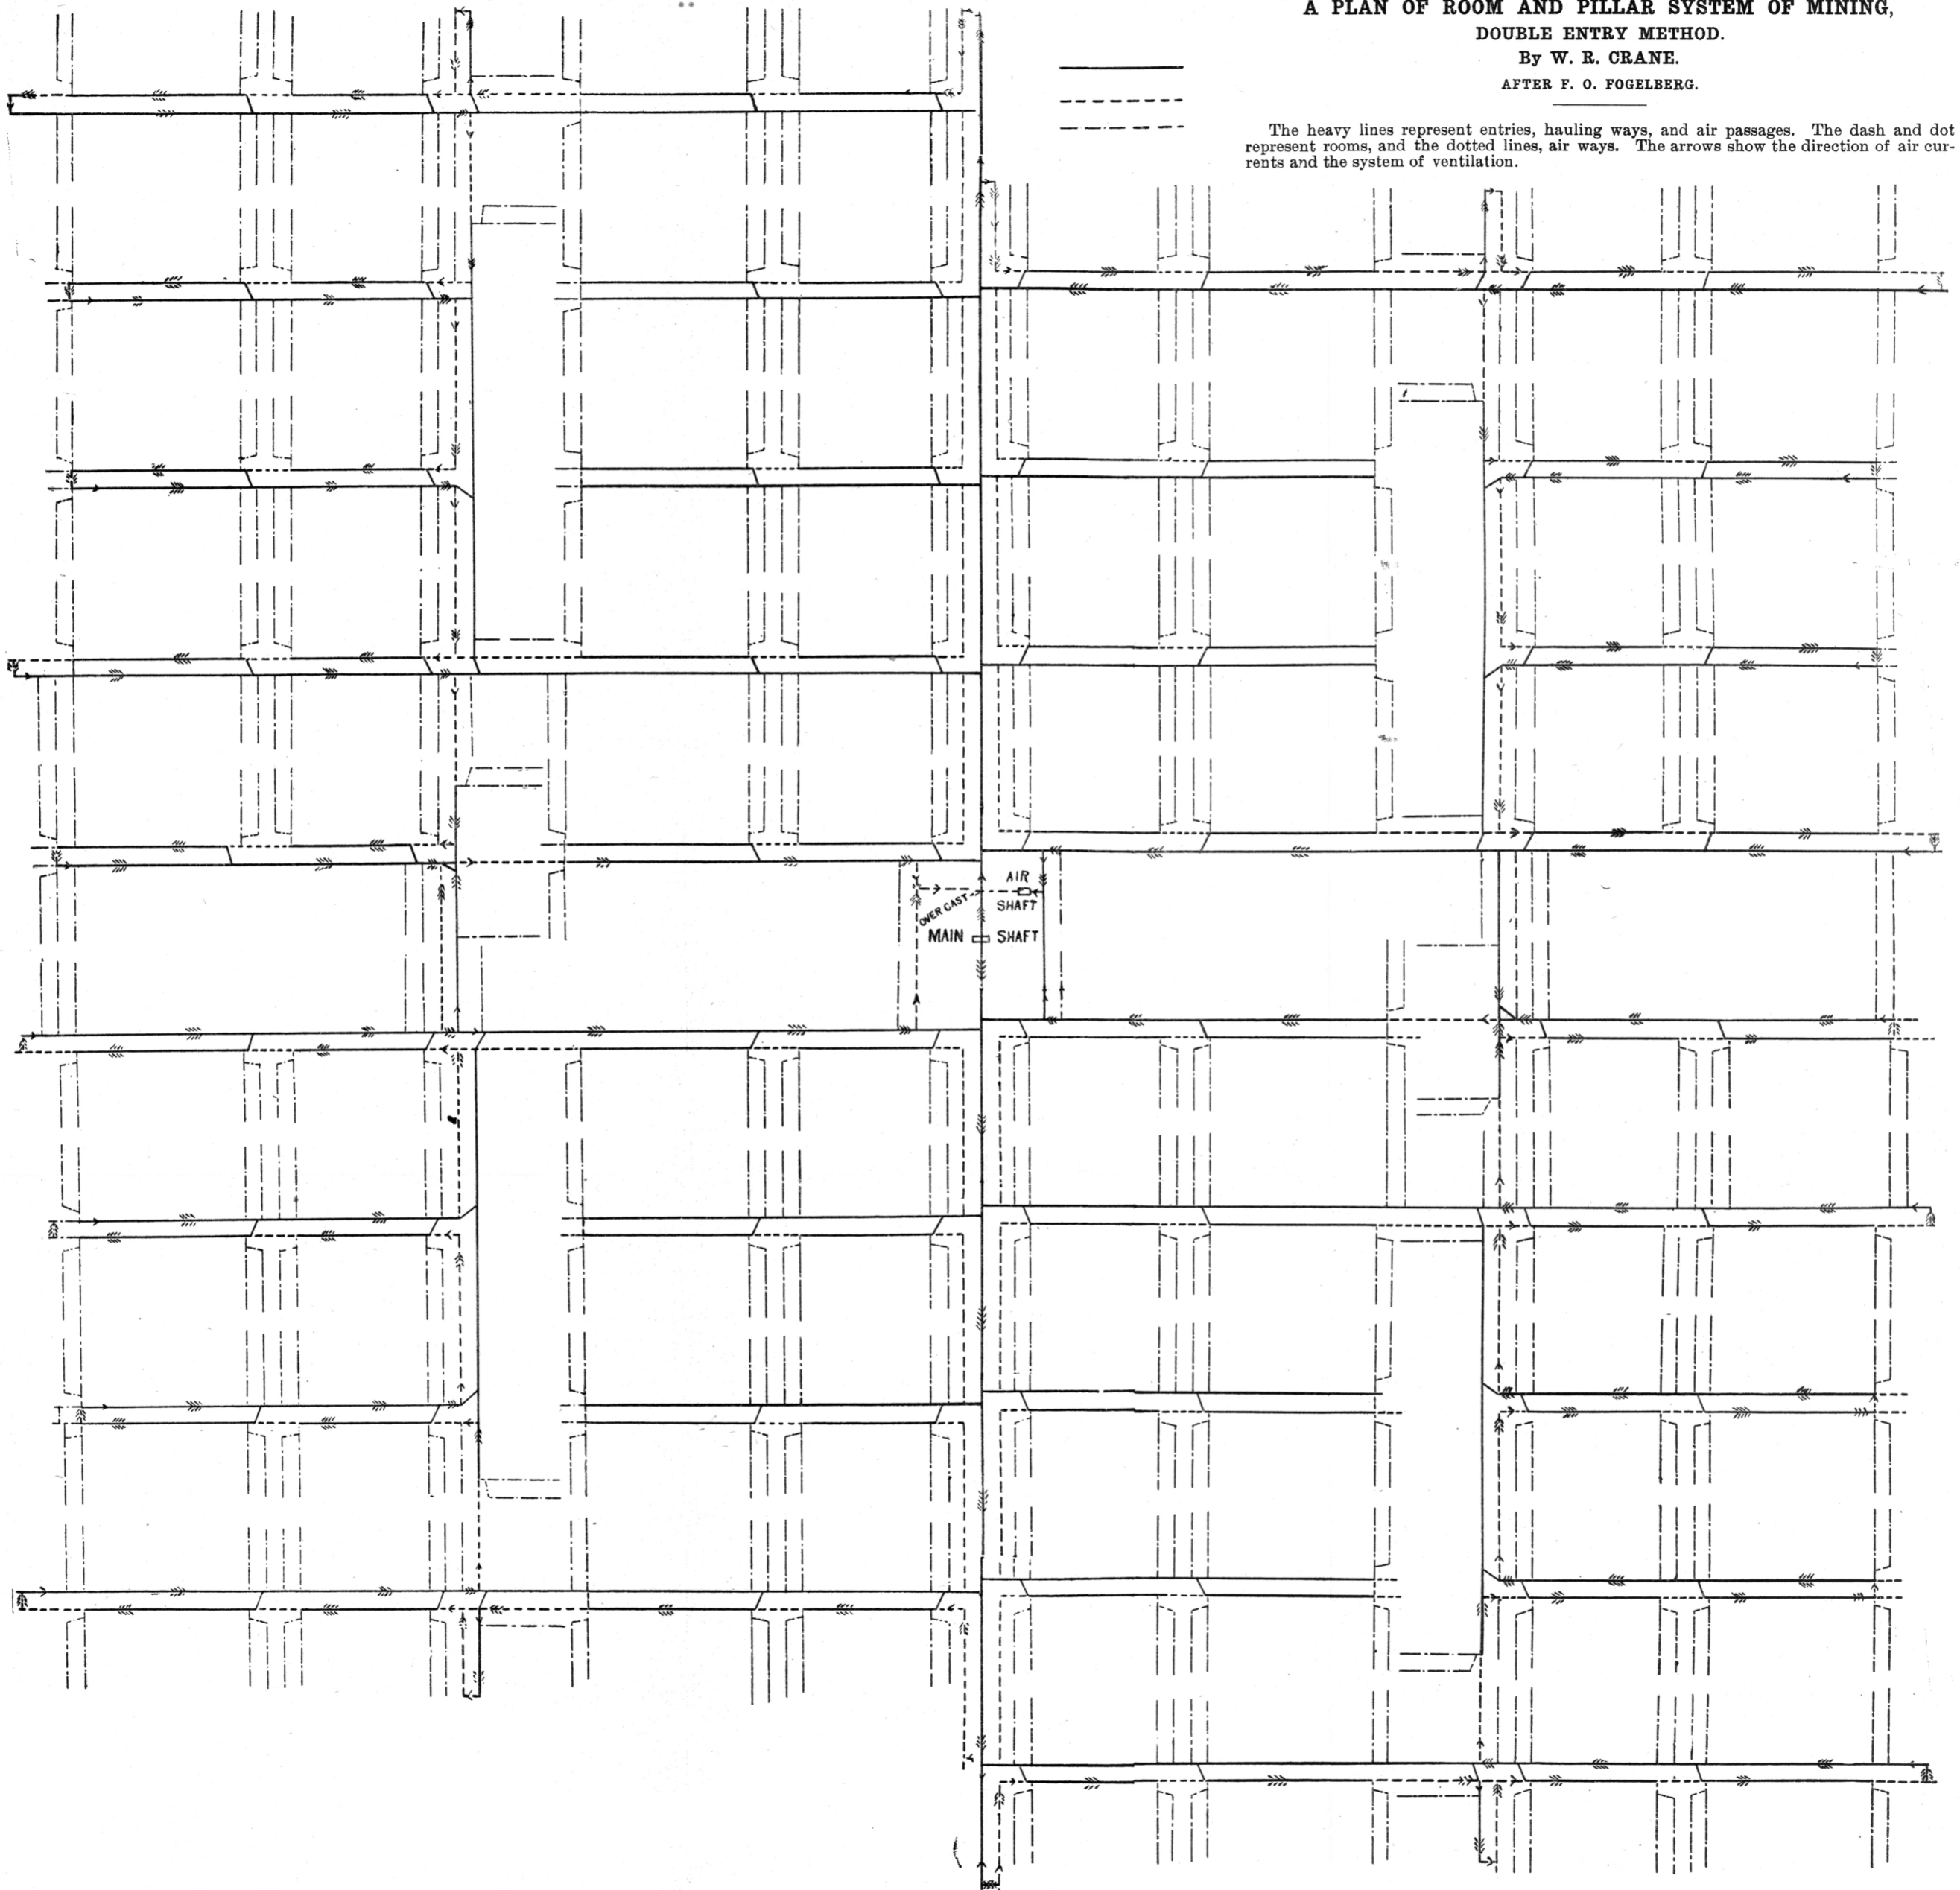 A PLAN OF ROOM AND PILLAR SYSTEM OF MINING,
DOUBLE ENTRY METHOD.
By W. R. CRANE.
AFTER F. O. FOGELBERG.
The heavy lines represent entries, hauling ways, and air passages. The dash and dot
represent rooms, and the dotted lines, air ways. The arrows show the direction of air cur-
rents and the system of ventilation.
AIR
SHAFT
OVER CAST
MAIN SHAFT